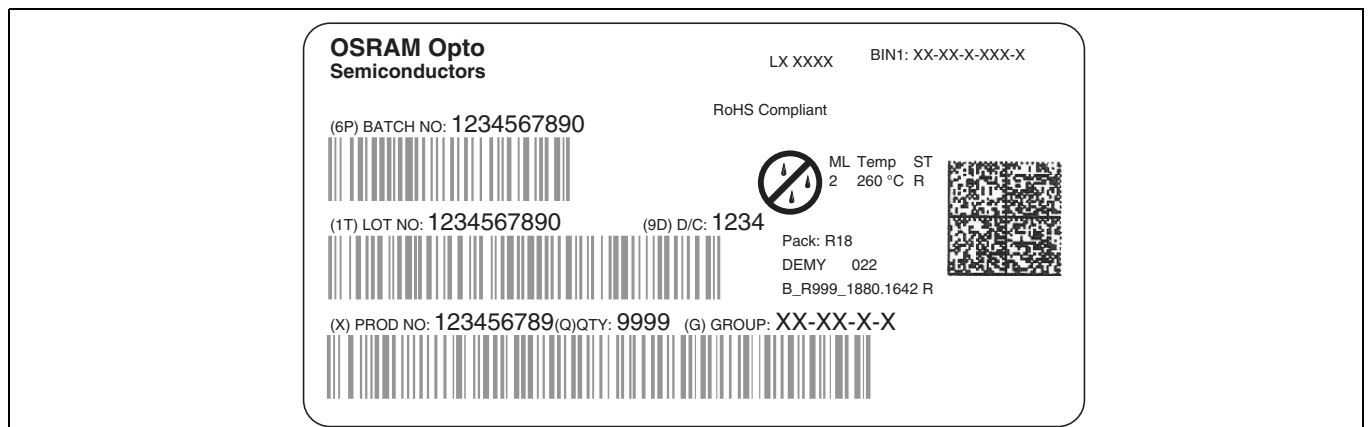 OSRAM Opto
Semiconductors
LX XXXX
BIN1: XX-XX-X-XXX-X
RoHS Compliant
(6P) BATCH NO: 1234567890
ML Temp ST
2 260 °C R
(1T) LOT NO: 1234567890 (9D) D/C: 1234
Pack: R18
DEMY 022
B_R999_1880.1642 R
(X) PROD NO: 123456789(Q)QTY: 9999 (G) GROUP: XX-XX-X-X